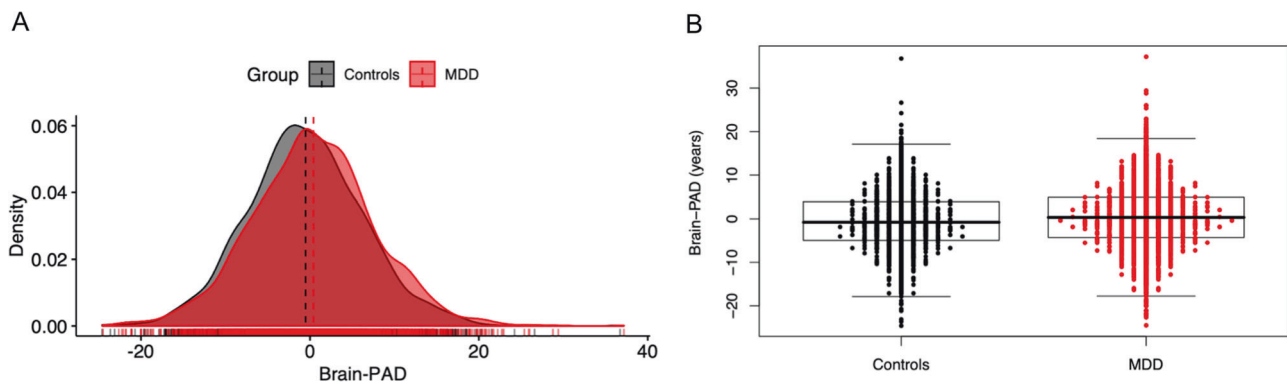 A
Group Controls MDD
0.06
0.04
0.02
0.00
Density
-20 0 20 40
Brain-PAD
B
30
20
10
0
−10
−20
Brain−PAD (years)
Controls MDD